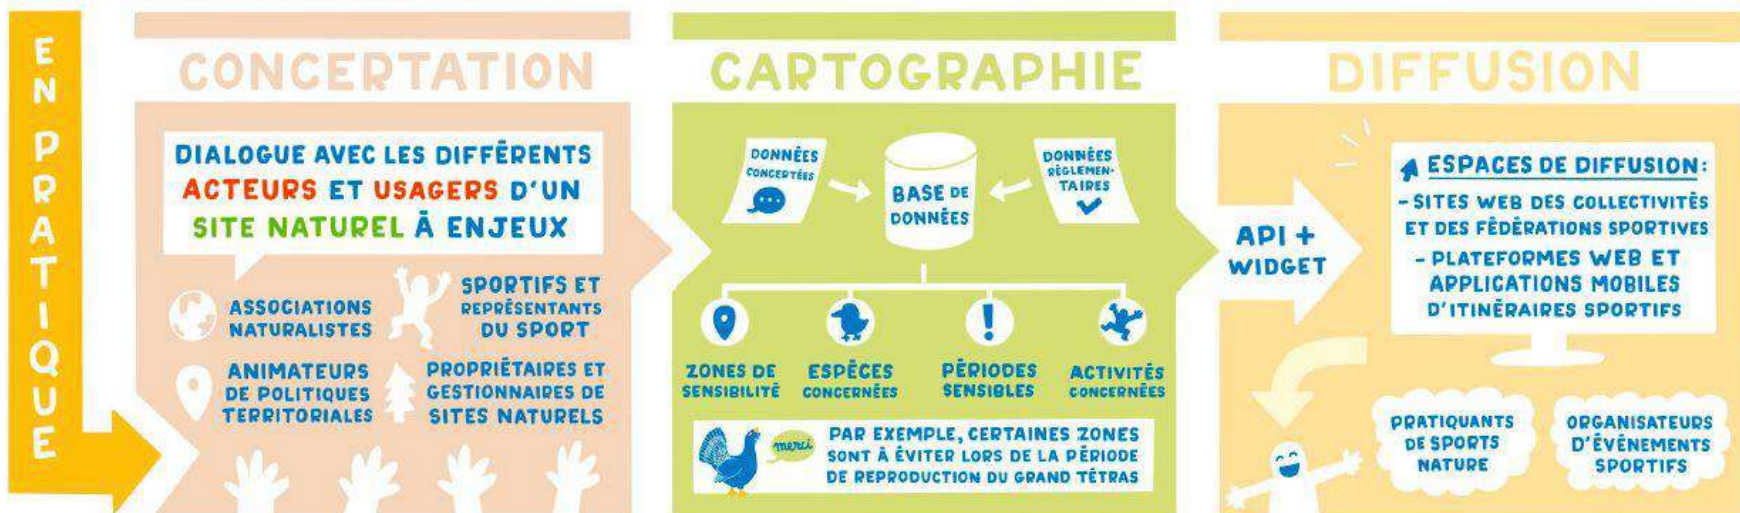 EN PRATIQUE
CONCERTATION
DIALOGUE AVEC LES DIFFÉRENTS
ACTEURS ET USAGERS D'UN
SITE NATUREL À ENJEUX
ASSOCIATIONS
NATURALISTES
SPORTIFS ET
REPRÉSENTANTS
DU SPORT
ANIMATEURS
DE POLITIQUES
TERRITORIALES
PROPRIÉTAIRES ET
GESTIONNAIRES DE
SITES NATURELS
CARTOGRAPHIE
DONNÉES
CONCERTÉES
BASE DE
DONNÉES
DONNÉES
RÈGLEMEN-
TAIRES
ZONES DE
SENSIBILITÉ
ESPÈCES
CONCERNÉES
PÉRIODES
SENSIBLES
ACTIVITÉS
CONCERNÉES
merci
PAR EXEMPLE, CERTAINES ZONES
SONT À ÉVITER LORS DE LA PÉRIODE
DE REPRODUCTION DU GRAND TÉTRAS
API +
WIDGET
DIFFUSION
ESPACES DE DIFFUSION:
- SITES WEB DES COLLECTIVITÉS
ET DES FÉDÉRATIONS SPORTIVES
- PLATEFORMES WEB ET
APPLICATIONS MOBILES
D'ITINÉRAIRES SPORTIFS
PRATIQUANTS
DE SPORTS
NATURE
ORGANISATEURS
D'ÉVÉNEMENTS
SPORTIFS